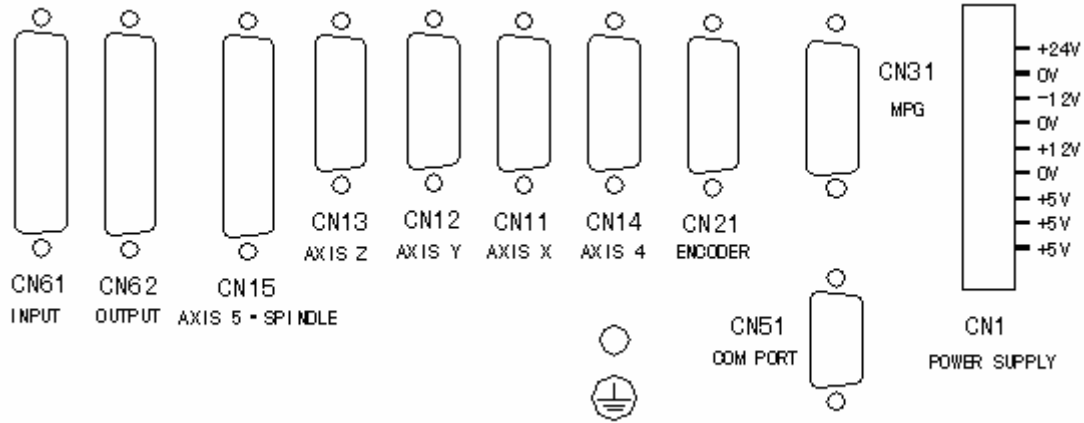 +24V
0V
-12V
0V
+12V
0V
+5V
+5V
+5V
CN31
MPG
CN13
AXIS Z
CN12
AXIS Y
CN11
AXIS X
CN14
AXIS 4
CN21
ENCODER
CN61
INPUT
CN62
OUTPUT
CN15
AXIS 5 - SPINDLE
CN51
COM PORT
CN1
POWER SUPPLY